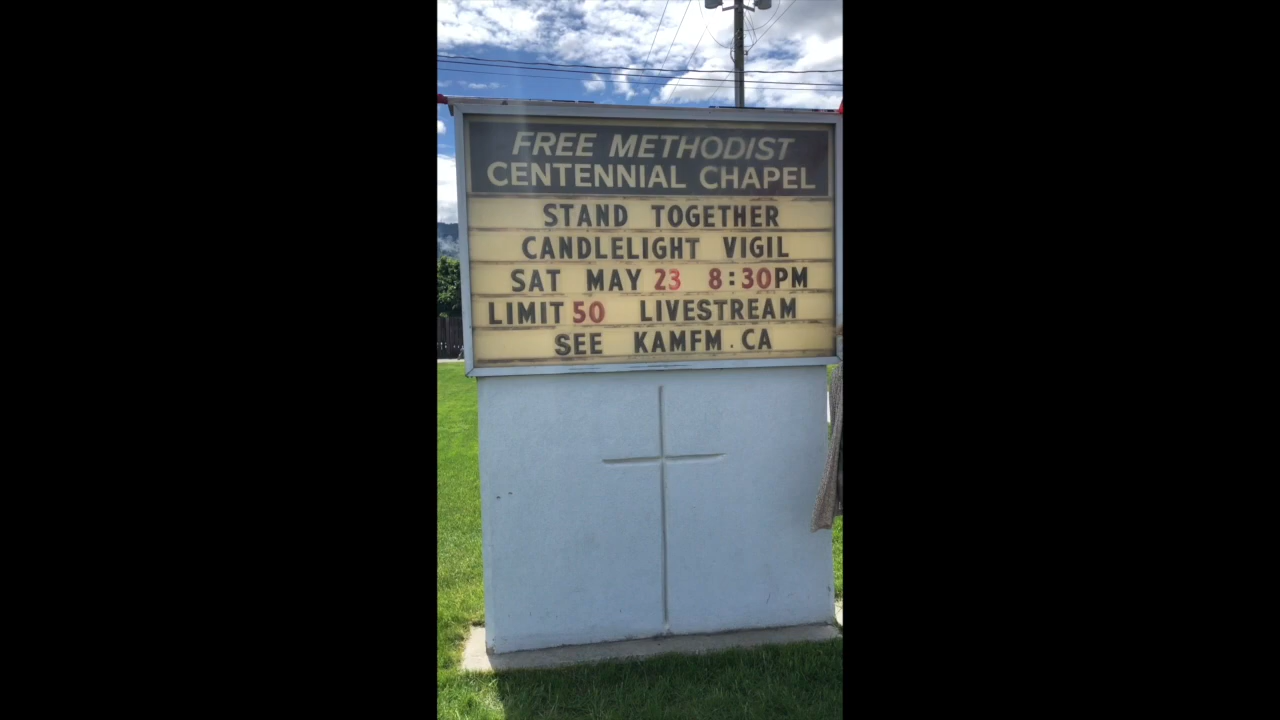 FREE METHODIST
CENTENNIAL CHAPEL
STAND TOGETHER
CANDLELIGHT VIGIL
SAT MAY 23 8:30PM
LIMIT 50 LIVESTREAM
SEE KAMFM.CA